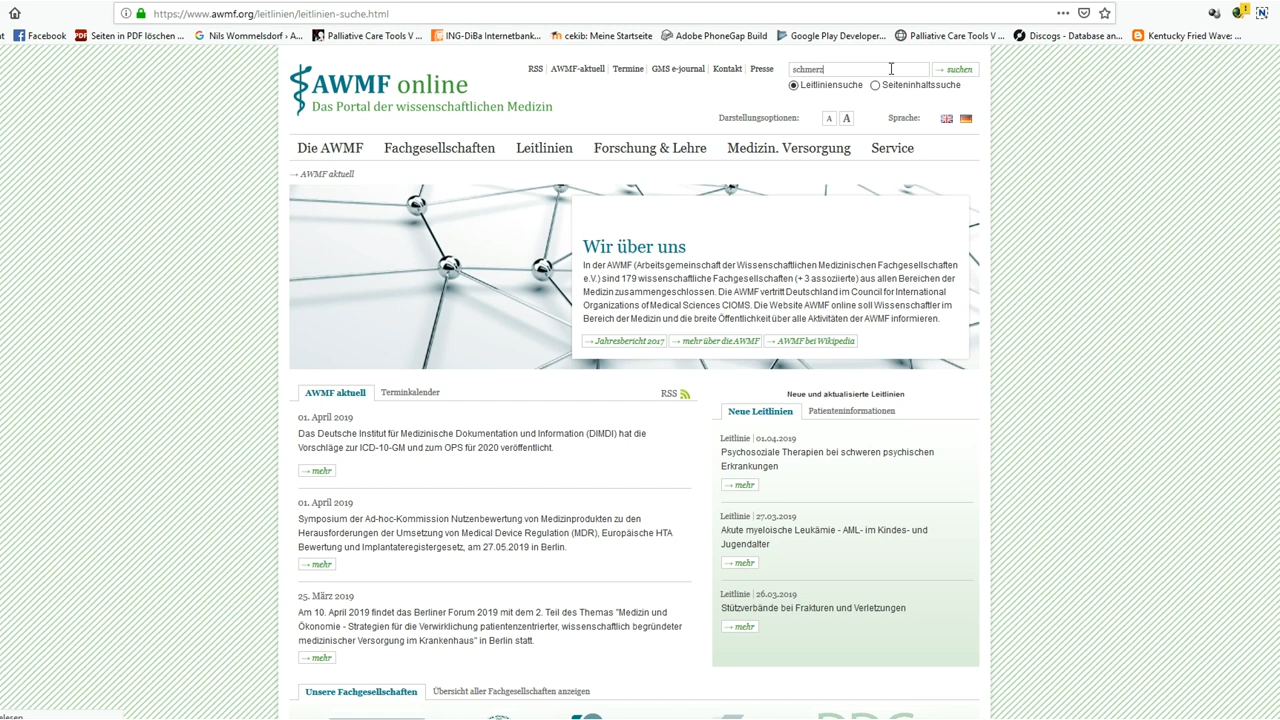 https://www.awmf.org/leitlinien/leitlinien-suche.html
Facebook
Seiten in PDF löschen ...
Nils Wommelsdorf - A...
Palliative Care Tools V ...
ING-DiBa Internetbank...
cekib: Meine Startseite
Adobe PhoneGap Build
Google Play Developer...
Palliative Care Tools V ...
Discogs - Database an...
Kentucky Fried Wave: ...
RSS AWMF-aktuell Termine GMS e-journal Kontakt Presse
schmerz
→ suchen
Leitliniensuche Seiteninhaltssuche
AWMF online
Das Portal der wissenschaftlichen Medizin
Darstellungsoptionen: A A Sprache:
Die AWMF Fachgesellschaften Leitlinien Forschung & Lehre Medizin. Versorgung Service
→ AWMF aktuell
Wir über uns
In der AWMF (Arbeitsgemeinschaft der Wissenschaftlichen Medizinischen Fachgesellschaften
e.V.) sind 179 wissenschaftliche Fachgesellschaften (+ 3 assoziierte) aus allen Bereichen der
Medizin zusammengeschlossen. Die AWMF vertritt Deutschland im Council for International
Organizations of Medical Sciences CIOMS. Die Website AWMF online soll Wissenschaftler im
Bereich der Medizin und die breite Öffentlichkeit über alle Aktivitäten der AWMF informieren.
→ Jahresbericht 2017 → mehr über die AWMF → AWMF bei Wikipedia
AWMF aktuell Terminkalender RSS
01. April 2019
Das Deutsche Institut für Medizinische Dokumentation und Information (DIMDI) hat die
Vorschläge zur ICD-10-GM und zum OPS für 2020 veröffentlicht.
→ mehr
01. April 2019
Symposium der Ad-hoc-Kommission Nutzenbewertung von Medizinprodukten zu den
Herausforderungen der Umsetzung von Medical Device Regulation (MDR), Europäische HTA
Bewertung und Implantateregistergesetz, am 27.05.2019 in Berlin.
→ mehr
25. März 2019
Am 10. April 2019 findet das Berliner Forum 2019 mit dem 2. Teil des Themas "Medizin und
Ökonomie - Strategien für die Verwirklichung patientenzentrierter, wissenschaftlich begründeter
medizinischer Versorgung im Krankenhaus" in Berlin statt.
→ mehr
Neue und aktualisierte Leitlinien
Neue Leitlinien Patienteninformationen
Leitlinie | 01.04.2019
Psychosoziale Therapien bei schweren psychischen
Erkrankungen
→ mehr
Leitlinie | 27.03.2019
Akute myeloische Leukämie - AML- im Kindes- und
Jugendalter
→ mehr
Leitlinie | 26.03.2019
Stützverbände bei Frakturen und Verletzungen
→ mehr
Unsere Fachgesellschaften Übersicht aller Fachgesellschaften anzeigen